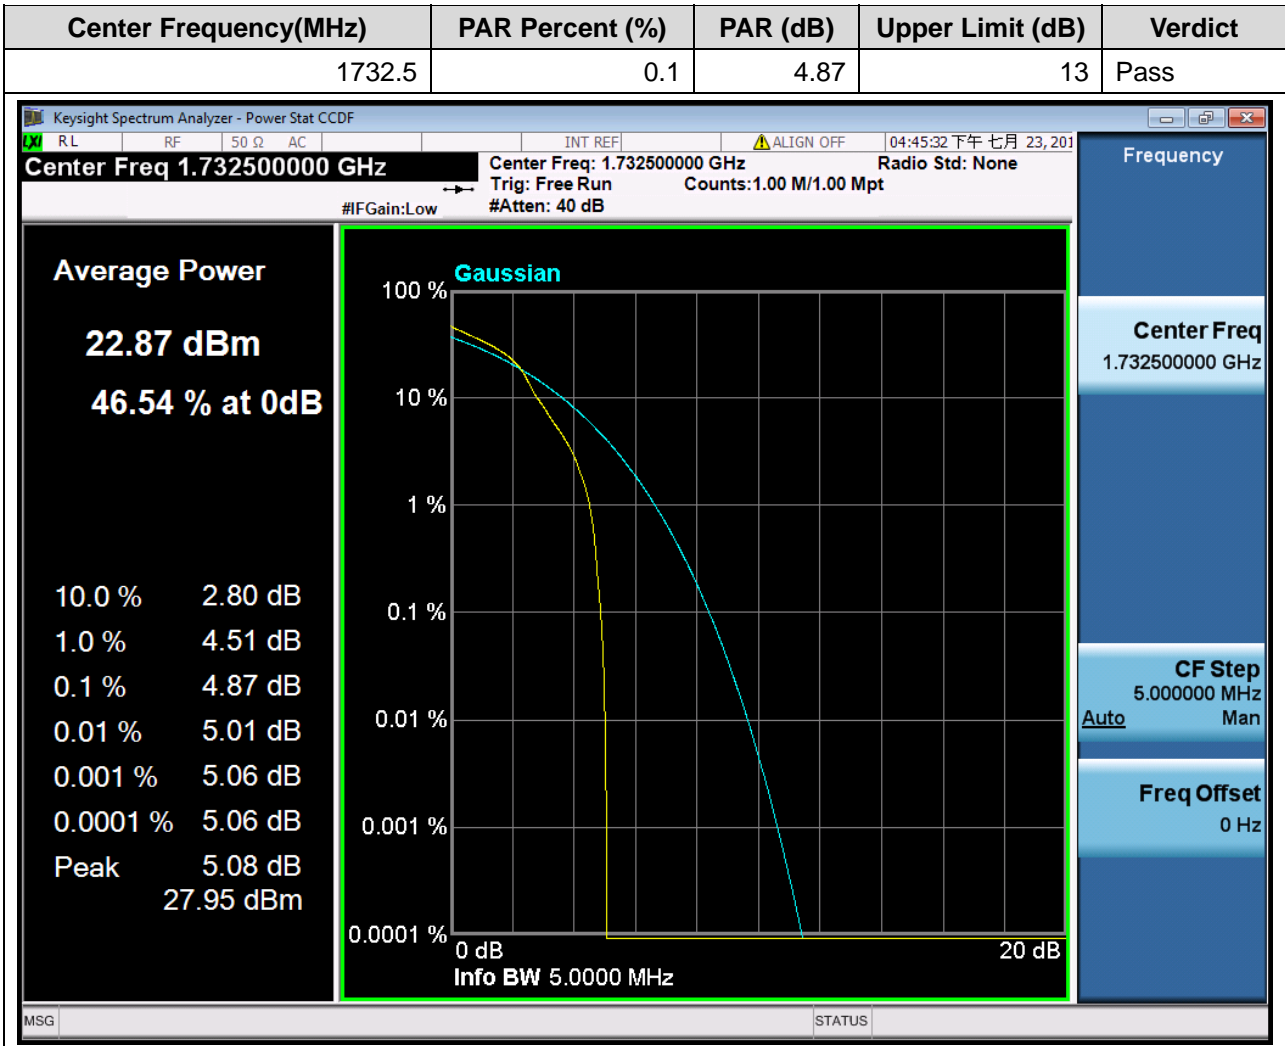 Center Frequency(MHz) PAR Percent (%) PAR (dB) Upper Limit (dB) Verdict
1732.5 0.1 4.87 13 Pass
Keysight Spectrum Analyzer - Power Stat CCDF
LXI RL RF 50 Ω AC INT REF ALIGN OFF 04:45:32 下午 七月 23, 201
Center Freq 1.732500000 GHz
Center Freq: 1.732500000 GHz Radio Std: None
Trig: Free Run Counts:1.00 M/1.00 Mpt
#IFGain:Low #Atten: 40 dB
Frequency
Average Power
22.87 dBm
46.54 % at 0dB
10.0 % 2.80 dB
1.0 % 4.51 dB
0.1 % 4.87 dB
0.01 % 5.01 dB
0.001 % 5.06 dB
0.0001 % 5.06 dB
Peak 5.08 dB
27.95 dBm
Gaussian
100 %
10 %
1 %
0.1 %
0.01 %
0.001 %
0.0001 %
0 dB 20 dB
Info BW 5.0000 MHz
Center Freq
1.732500000 GHz
CF Step
5.000000 MHz
Auto Man
Freq Offset
0 Hz
MSG STATUS